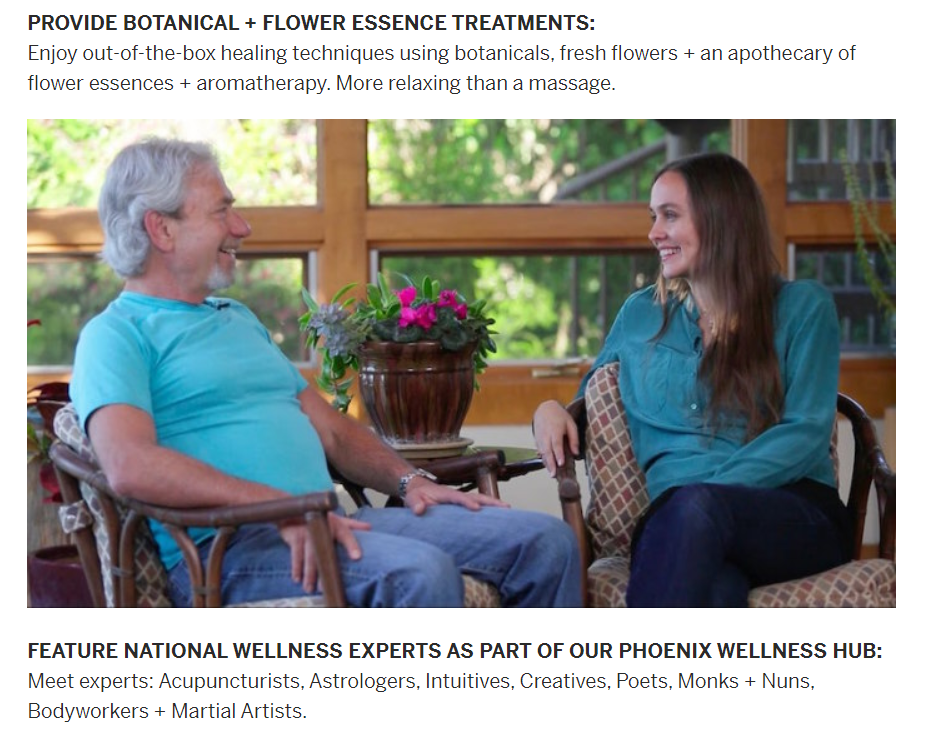 PROVIDE BOTANICAL + FLOWER ESSENCE TREATMENTS:
Enjoy out-of-the-box healing techniques using botanicals, fresh flowers + an apothecary of
flower essences + aromatherapy. More relaxing than a massage.
FEATURE NATIONAL WELLNESS EXPERTS AS PART OF OUR PHOENIX WELLNESS HUB:
Meet experts: Acupuncturists, Astrologers, Intuitives, Creatives, Poets, Monks + Nuns,
Bodyworkers + Martial Artists.